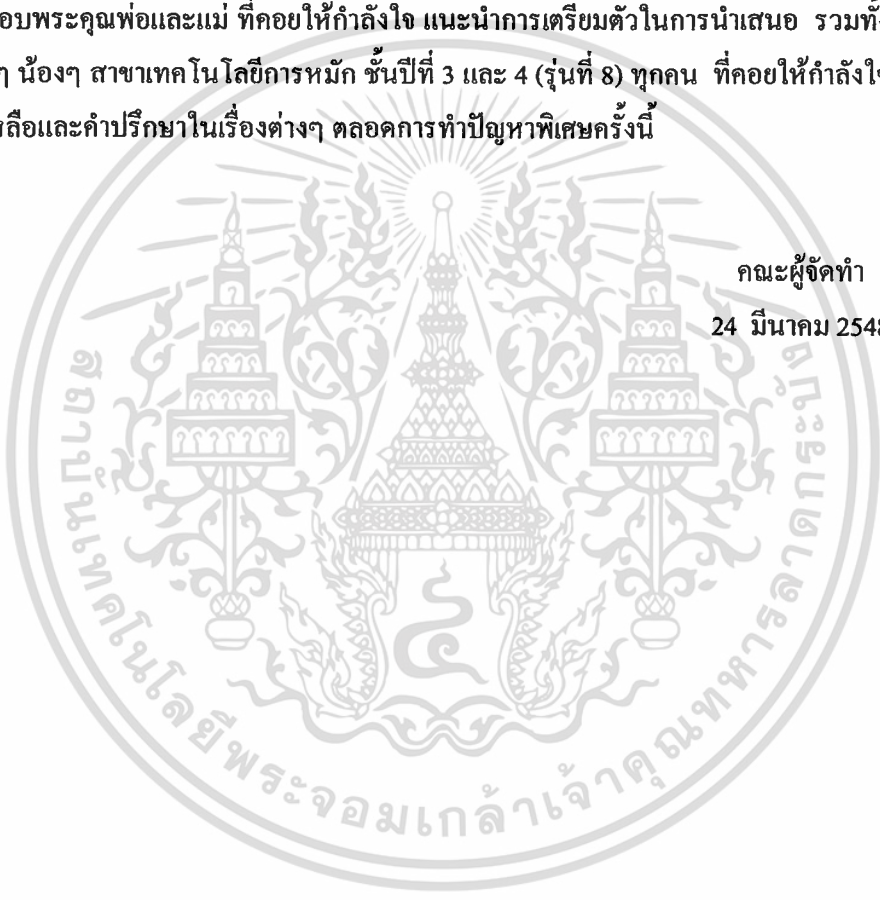 อบพระคุณพ่อและแม่ ที่คอยให้กำลังใจ แนะนำการเตรียมตัวในการนำเสนอ รวมทั้
ๆ น้องๆ สาขาเทคโนโลยีการหมัก ชั้นปีที่ 3 และ 4 (รุ่นที่ 8) ทุกคน ที่คอยให้กำลังใจ
หลือและคำปรึกษาในเรื่องต่างๆ ตลอดการทำปัญหาพิเศษครั้งนี้
คณะผู้จัดทำ
24 มีนาคม 2548
สถาบันเทคโนโลยีพระจอมเกล้าเจ้าคุณทหารลาดกระบัง
๔